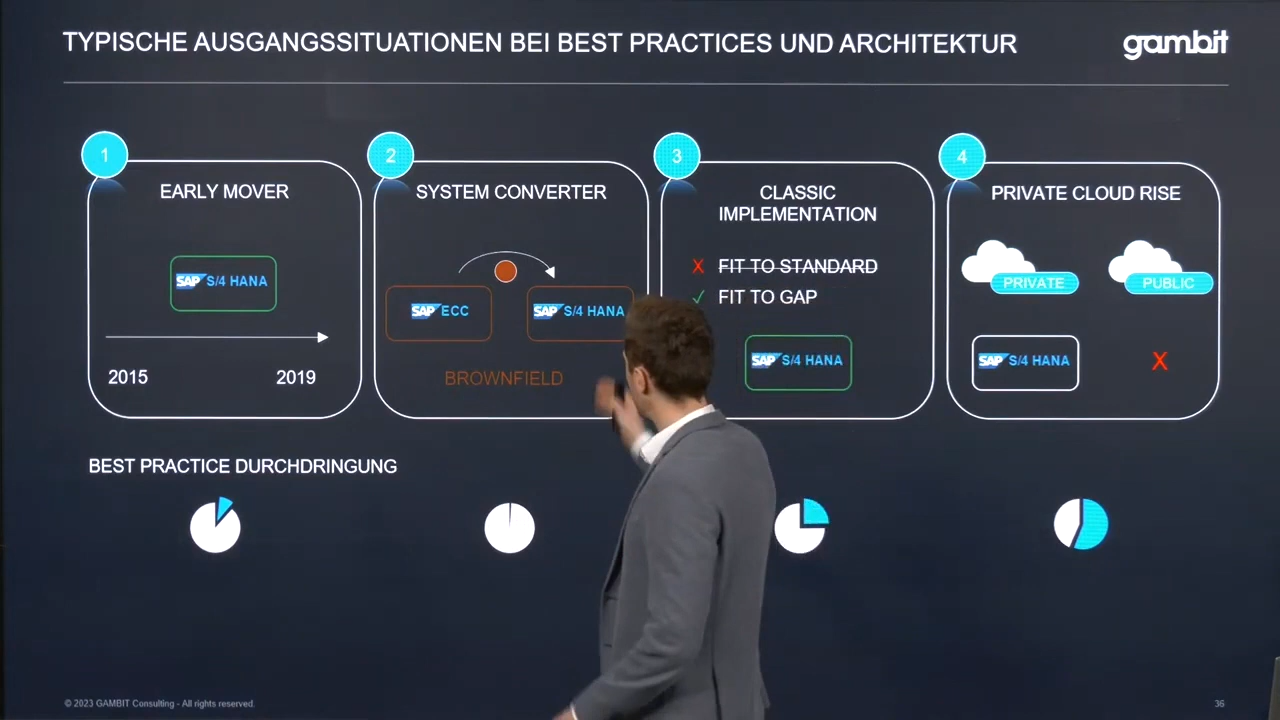 TYPISCHE AUSGANGSSITUATIONEN BEI BEST PRACTICES UND ARCHITEKTUR
gambit
1
EARLY MOVER
SAP S/4 HANA
2015
2019
2
SYSTEM CONVERTER
SAP ECC
SAP S/4 HANA
BROWNFIELD
3
CLASSIC
IMPLEMENTATION
X FIT TO STANDARD
✓ FIT TO GAP
SAP S/4 HANA
4
PRIVATE CLOUD RISE
PRIVATE
PUBLIC
SAP S/4 HANA
X
BEST PRACTICE DURCHDRINGUNG
© 2023 GAMBIT Consulting - All rights reserved.
36